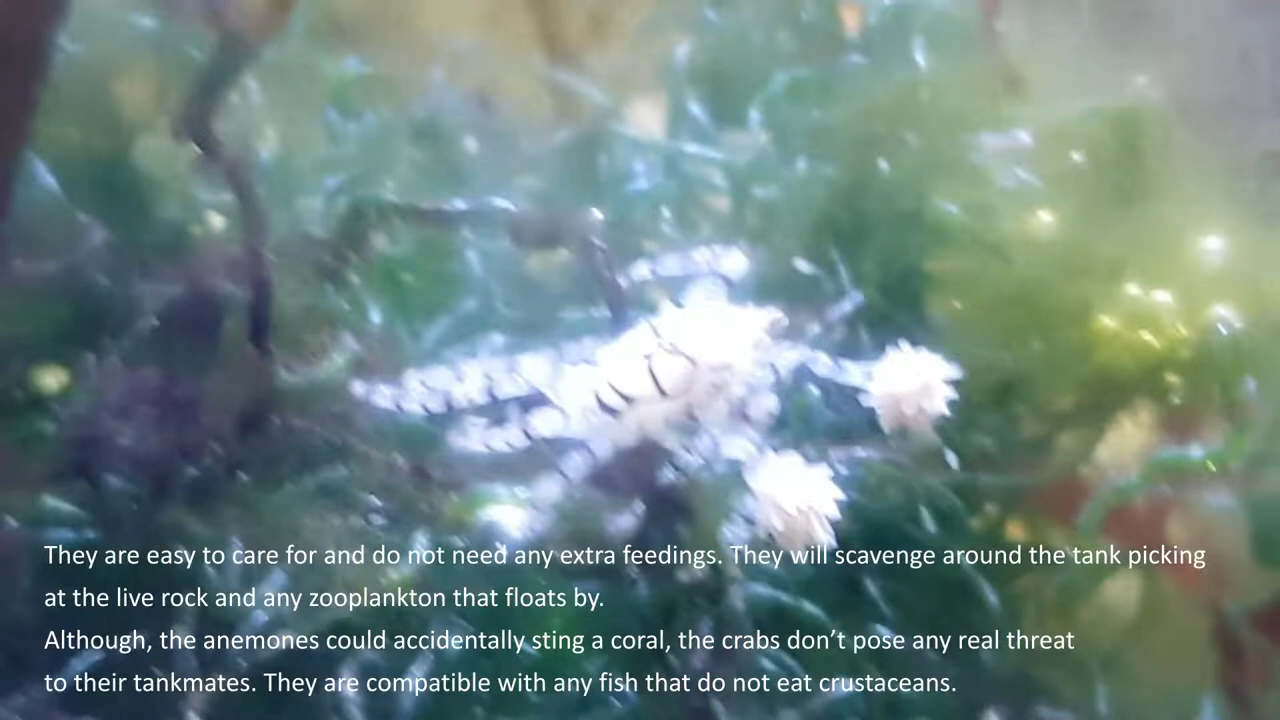 They are easy to care for and do not need any extra feedings. They will scavenge around the tank picking
at the live rock and any zooplankton that floats by.
Although, the anemones could accidentally sting a coral, the crabs don’t pose any real threat
to their tankmates. They are compatible with any fish that do not eat crustaceans.